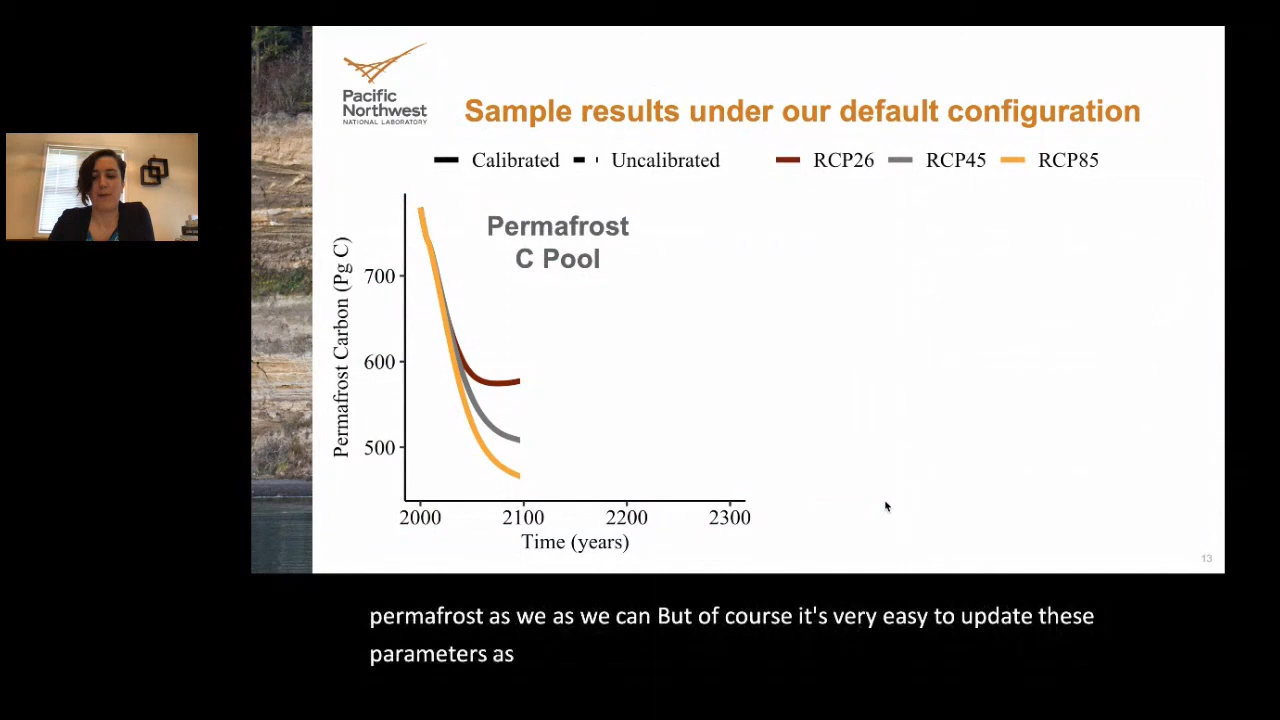 Pacific
Northwest
NATIONAL LABORATORY
Sample results under our default configuration
Calibrated Uncalibrated RCP26 RCP45 RCP85
Permafrost
C Pool
Permafrost Carbon (Pg C)
700
600
500
2000 2100 2200 2300
Time (years)
13
permafrost as we as we can But of course it's very easy to update these
parameters as